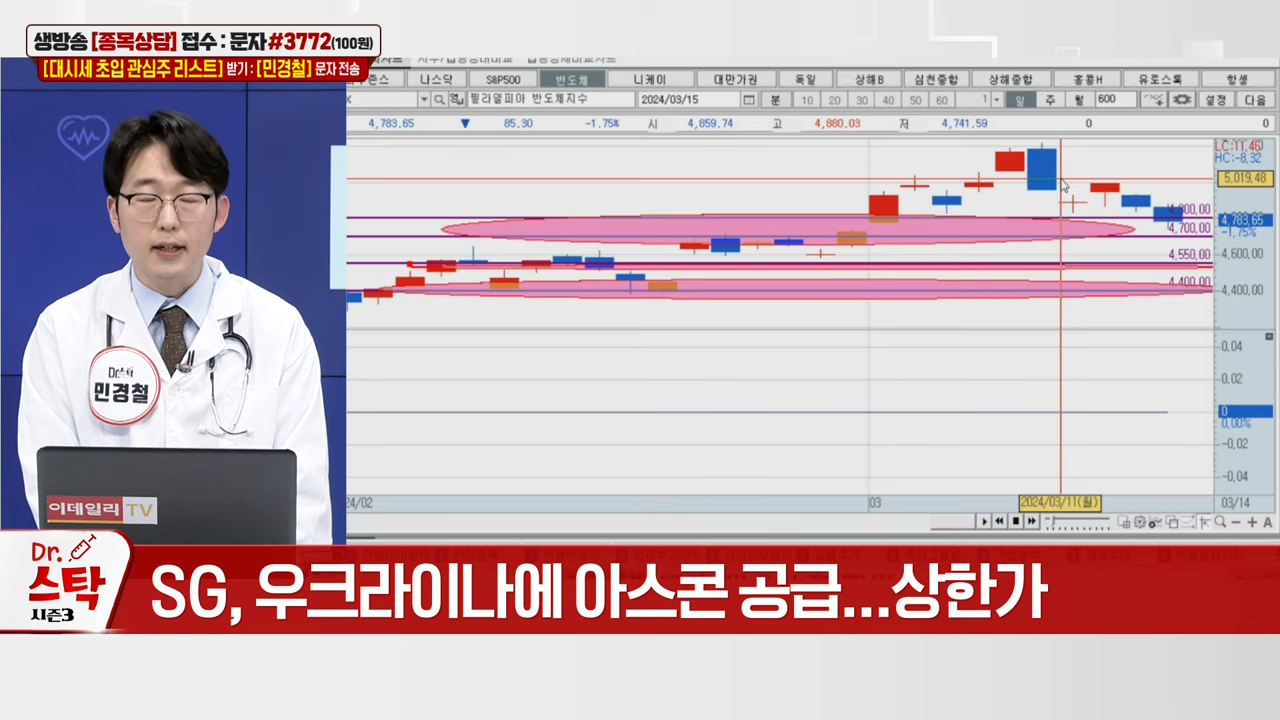 생방송 [종목상담] 접수 : 문자#3772(100원)
[대시세 초입 관심주 리스트] 받기 : [민경철] 문자 전송
나스닥 S&P500 반도체 니케이 대만가권 독일 상해B 심천종합 상해종합 홍콩H 유로스톡 항생
필라델피아 반도체지수 2024/03/15 분 10 20 30 40 50 60 1 일 주 월 600 설정 다음
4,783.65 ▼ 85.30 -1.75% 시 4,859.74 고 4,880.03 저 4,741.59 0 0
LC:11.46
HC:-8.32
5,019.48
4,800.00
4,783.65
-1.75%
4,700.00
4,600.00
4,550.00
4,400.00
4,400.00
0.04
0.02
0
0.00%
-0.02
-0.04
24/02 03 2024/03/11(월) 03/14
Dr.스탁
민경철
이데일리 TV
Dr.
스탁
시즌3
SG, 우크라이나에 아스콘 공급...상한가